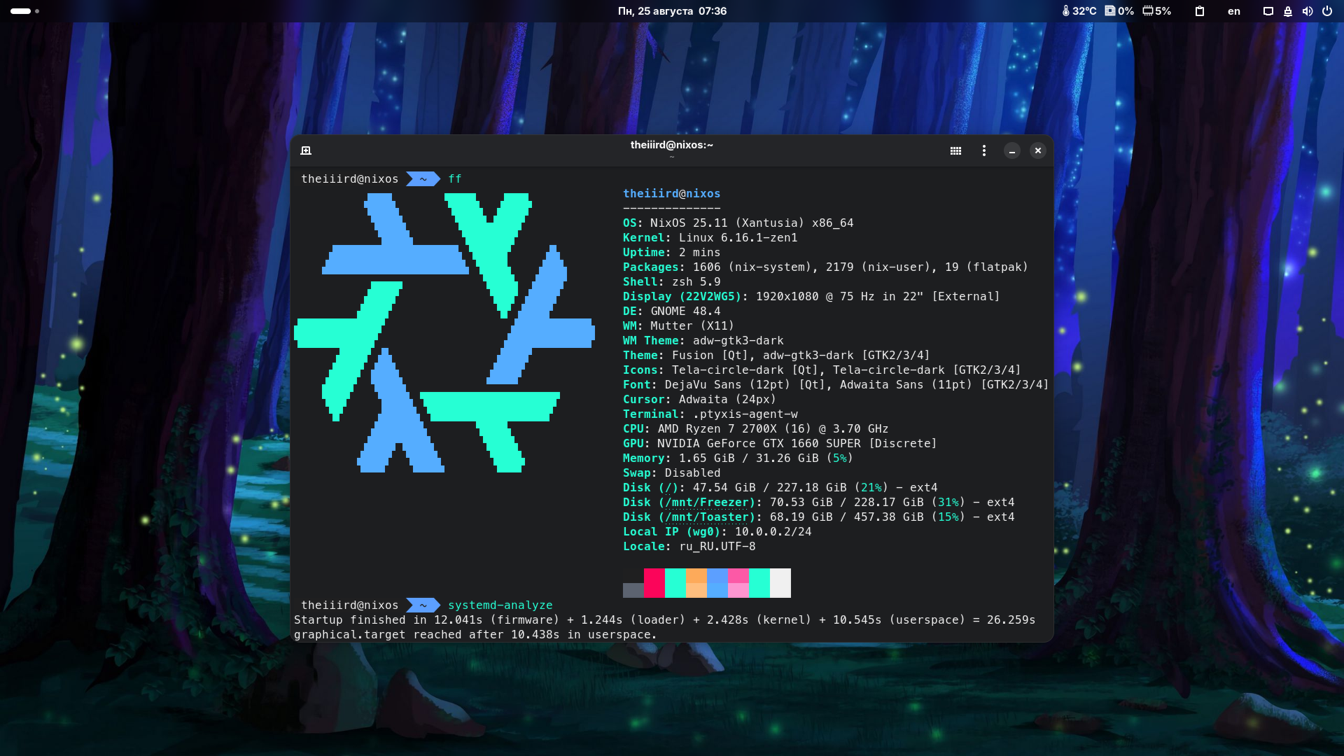 Пн, 25 августа 07:36
32°C 0% 5% en
theiiird@nixos:~
~
theiiird@nixos ~ ff
theiiird@nixos
--------------
OS: NixOS 25.11 (Xantusia) x86_64
Kernel: Linux 6.16.1-zen1
Uptime: 2 mins
Packages: 1606 (nix-system), 2179 (nix-user), 19 (flatpak)
Shell: zsh 5.9
Display (22V2WG5): 1920x1080 @ 75 Hz in 22" [External]
DE: GNOME 48.4
WM: Mutter (X11)
WM Theme: adw-gtk3-dark
Theme: Fusion [Qt], adw-gtk3-dark [GTK2/3/4]
Icons: Tela-circle-dark [Qt], Tela-circle-dark [GTK2/3/4]
Font: DejaVu Sans (12pt) [Qt], Adwaita Sans (11pt) [GTK2/3/4]
Cursor: Adwaita (24px)
Terminal: .ptyxis-agent-w
CPU: AMD Ryzen 7 2700X (16) @ 3.70 GHz
GPU: NVIDIA GeForce GTX 1660 SUPER [Discrete]
Memory: 1.65 GiB / 31.26 GiB (5%)
Swap: Disabled
Disk (/): 47.54 GiB / 227.18 GiB (21%) - ext4
Disk (/mnt/Freezer): 70.53 GiB / 228.17 GiB (31%) - ext4
Disk (/mnt/Toaster): 68.19 GiB / 457.38 GiB (15%) - ext4
Local IP (wg0): 10.0.0.2/24
Locale: ru_RU.UTF-8
theiiird@nixos ~ systemd-analyze
Startup finished in 12.041s (firmware) + 1.244s (loader) + 2.428s (kernel) + 10.545s (userspace) = 26.259s
graphical.target reached after 10.438s in userspace.